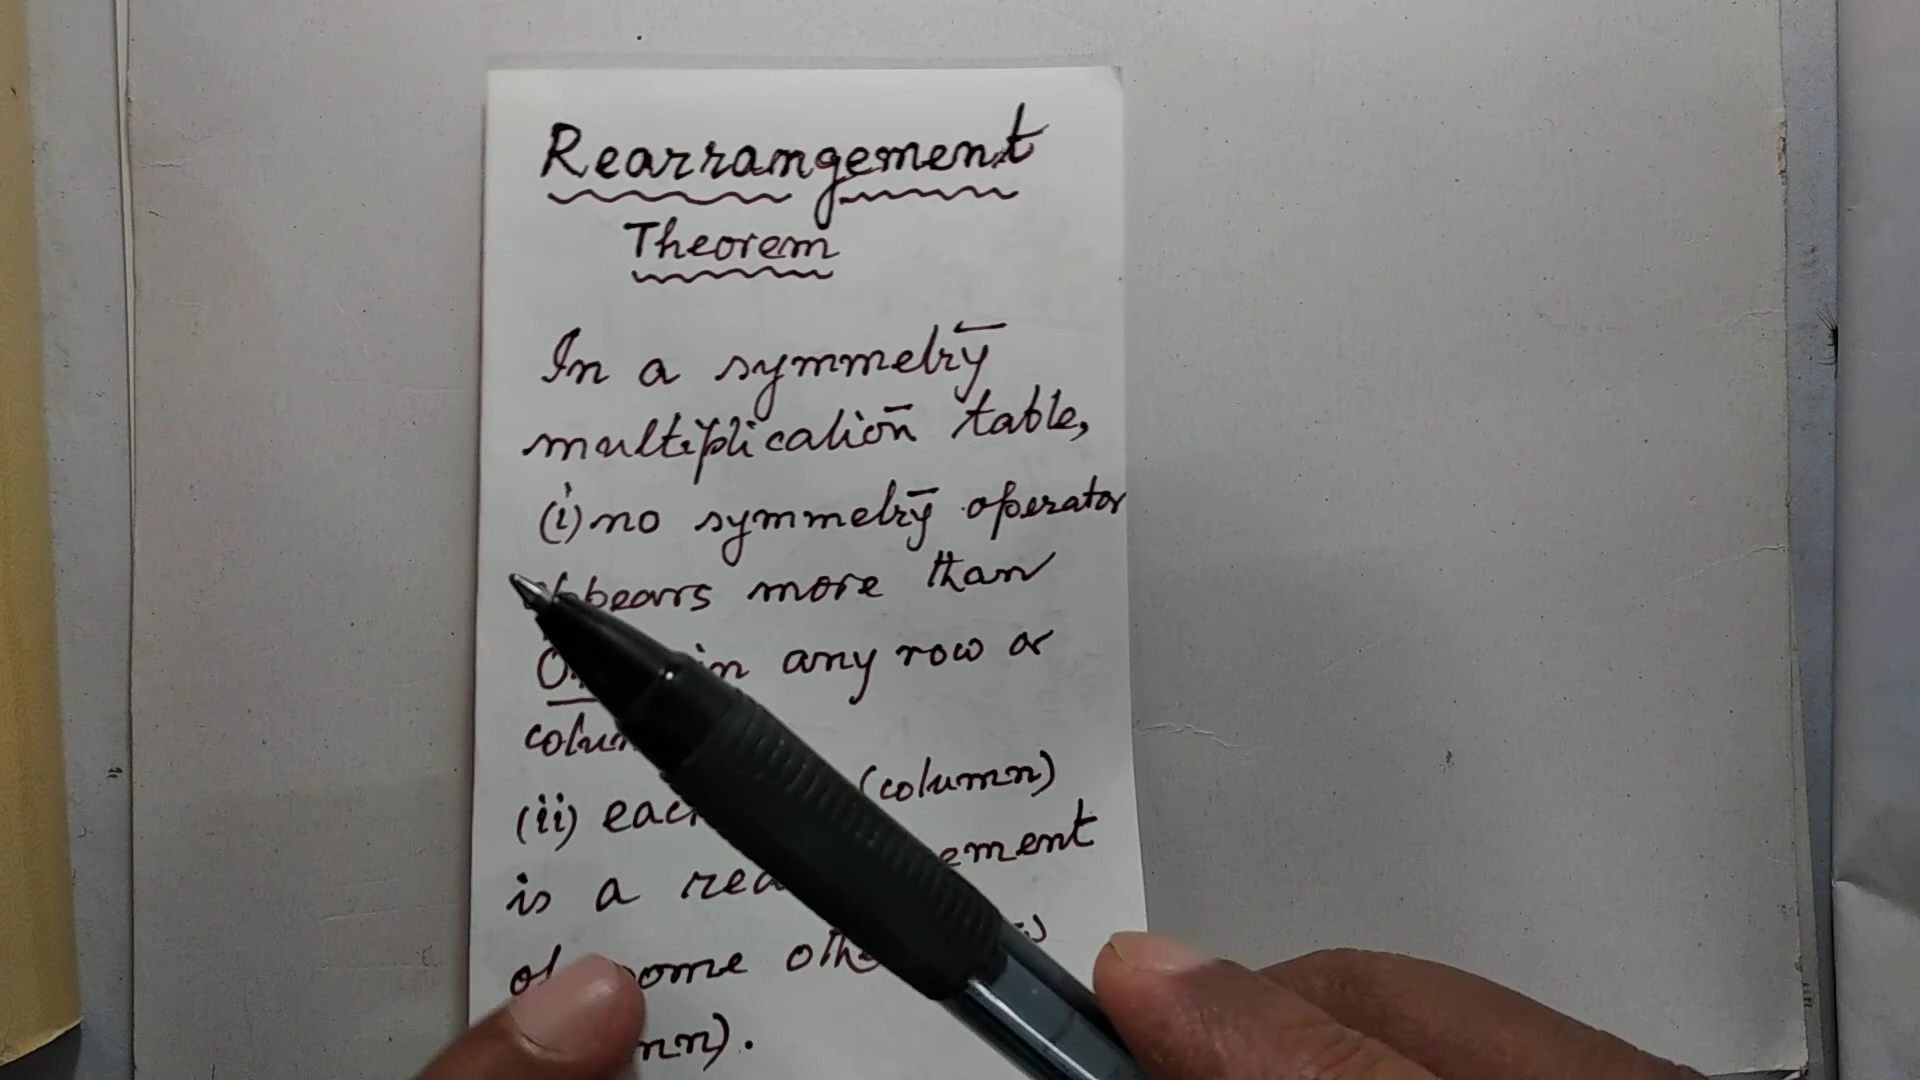 Rearrangement
Theorem
In a symmetry
multiplication table,
(i) no symmetry operator
appears more than
in any row or
(ii) each (column)
is a
of some